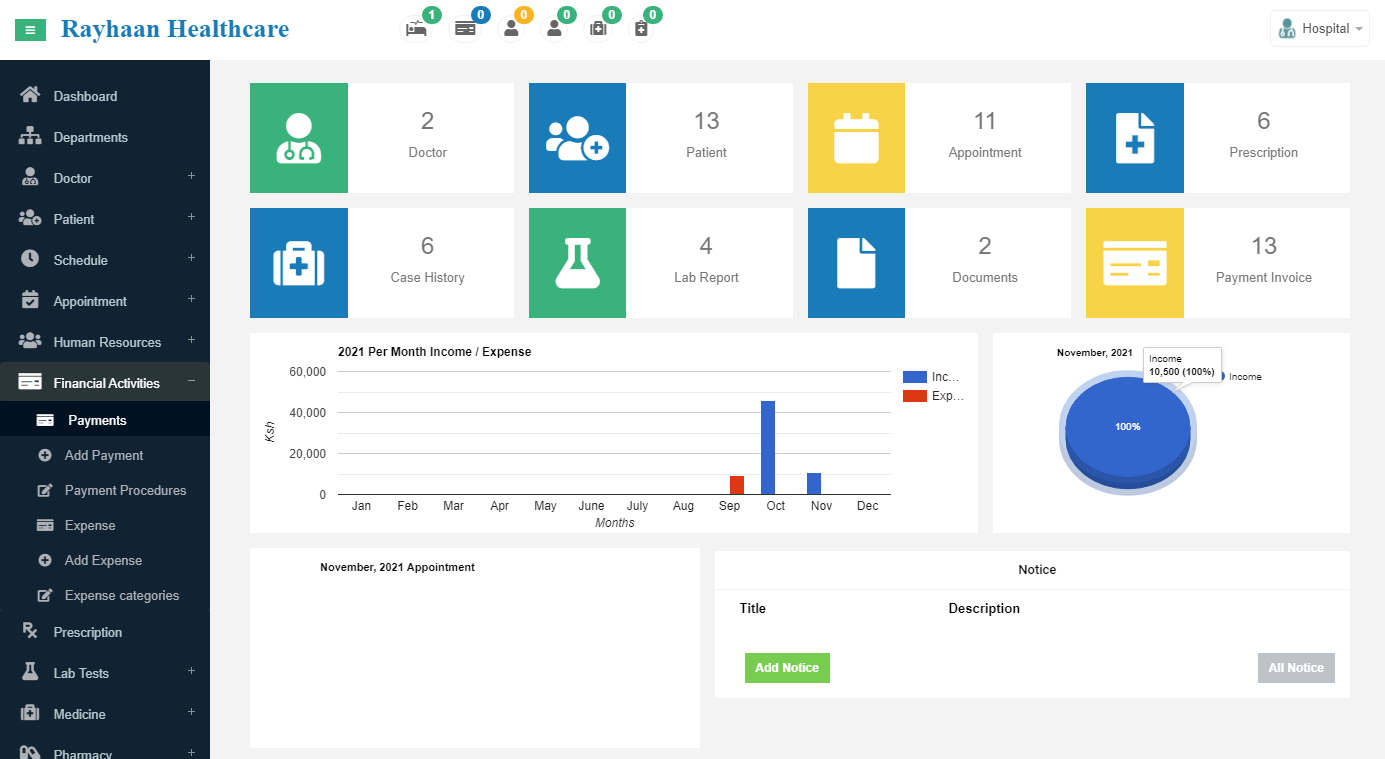 Rayhaan Healthcare
1
0
0
0
0
0
Hospital
Dashboard
Departments
Doctor +
Patient +
Schedule +
Appointment +
Human Resources +
Financial Activities −
Payments
Add Payment
Payment Procedures
Expense
Add Expense
Expense categories
Prescription
Lab Tests +
Medicine +
Pharmacy +
2
Doctor
13
Patient
11
Appointment
6
Prescription
6
Case History
4
Lab Report
2
Documents
13
Payment Invoice
2021 Per Month Income / Expense
60,000
40,000
20,000
0
Ksh
Jan Feb Mar Apr May June July Aug Sep Oct Nov Dec
Months
Inc...
Exp...
November, 2021
Income
10,500 (100%)
Income
100%
November, 2021 Appointment
Notice
Title Description
Add Notice All Notice